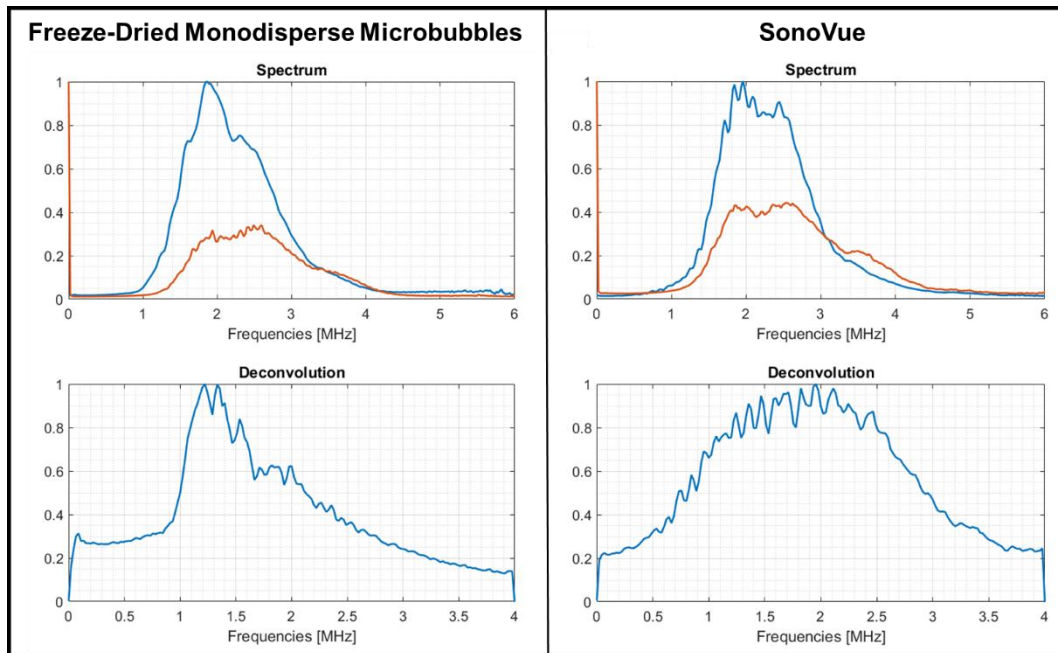 Freeze-Dried Monodisperse Microbubbles
Spectrum
1
0.8
0.6
0.4
0.2
0
0 1 2 3 4 5 6
Frequencies [MHz]
Deconvolution
1
0.8
0.6
0.4
0.2
0
0 0.5 1 1.5 2 2.5 3 3.5 4
Frequencies [MHz]
SonoVue
Spectrum
1
0.8
0.6
0.4
0.2
0
0 1 2 3 4 5 6
Frequencies [MHz]
Deconvolution
1
0.8
0.6
0.4
0.2
0
0 0.5 1 1.5 2 2.5 3 3.5 4
Frequencies [MHz]